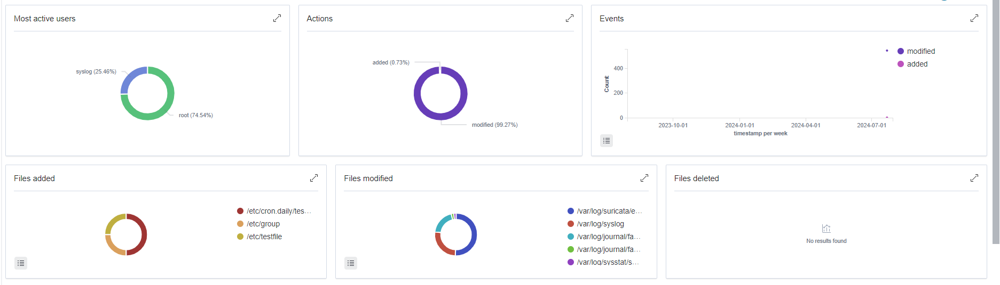 Most active users
syslog (25.46%)
root (74.54%)
Actions
added (0.73%)
modified (99.27%)
Events
Count
400
200
0
2023-10-01
2024-01-01
2024-04-01
2024-07-01
timestamp per week
modified
added
Files added
/etc/cron.daily/tes...
/etc/group
/etc/testfile
Files modified
/var/log/suricata/e...
/var/log/syslog
/var/log/journal/fa...
/var/log/journal/fa...
/var/log/sysstat/s...
Files deleted
No results found